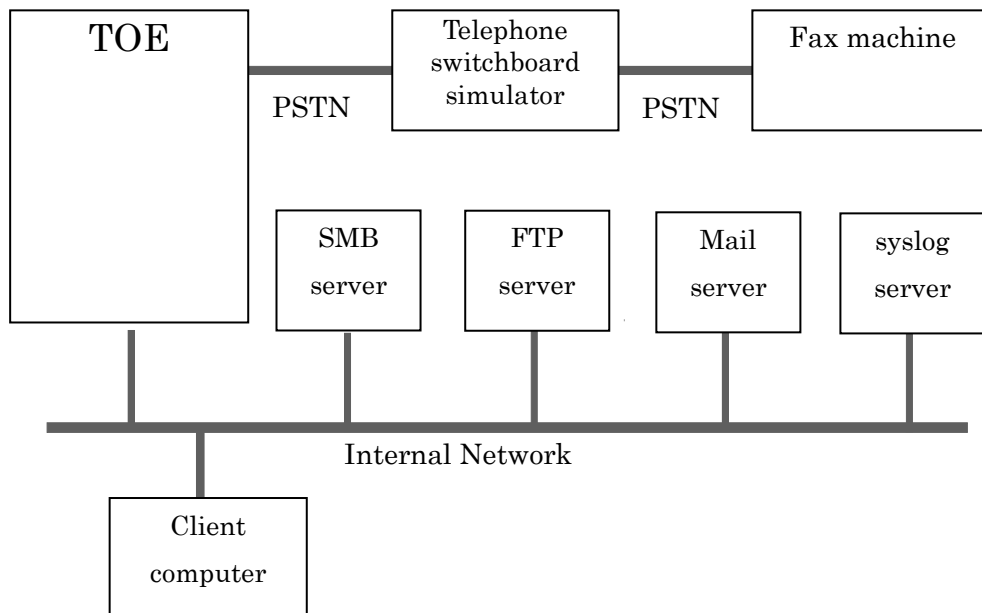 TOE
Telephone
switchboard
simulator
Fax machine
PSTN
PSTN
SMB
server
FTP
server
Mail
server
syslog
server
Internal Network
Client
computer